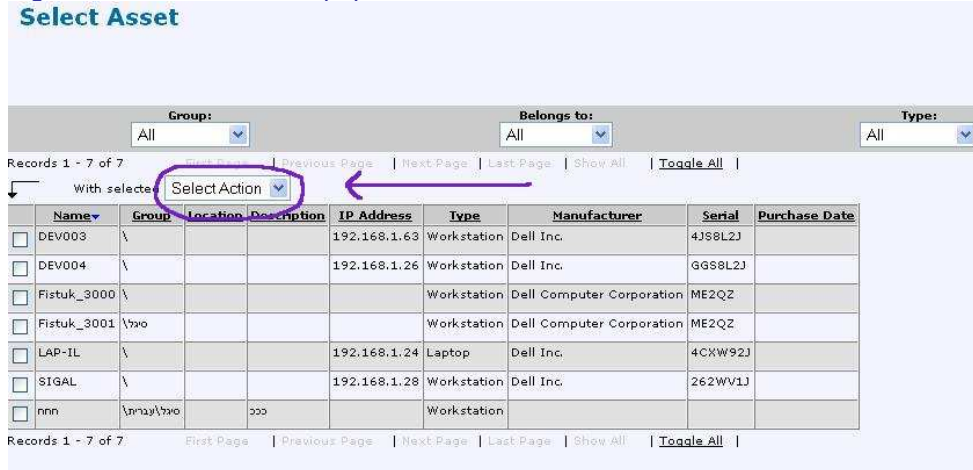 Select Asset
Group: Belongs to: Type:
All All All
Records 1 - 7 of 7 First Page | Previous Page | Next Page | Last Page | Show All | Toggle All |
With selected Select Action
Name Group Location Description IP Address Type Manufacturer Serial Purchase Date
DEV003 \ 192.168.1.63 Workstation Dell Inc. 4JS8L2J
DEV004 \ 192.168.1.26 Workstation Dell Inc. GGS8L2J
Fistuk_3000 \ Workstation Dell Computer Corporation ME2QZ
Fistuk_3001 \סיגל Workstation Dell Computer Corporation ME2QZ
LAP-IL \ 192.168.1.24 Laptop Dell Inc. 4CXW92J
SIGAL \ 192.168.1.28 Workstation Dell Inc. 262WV1J
חחח \סיגל\עברית ככככ Workstation
Records 1 - 7 of 7 First Page | Previous Page | Next Page | Last Page | Show All | Toggle All |